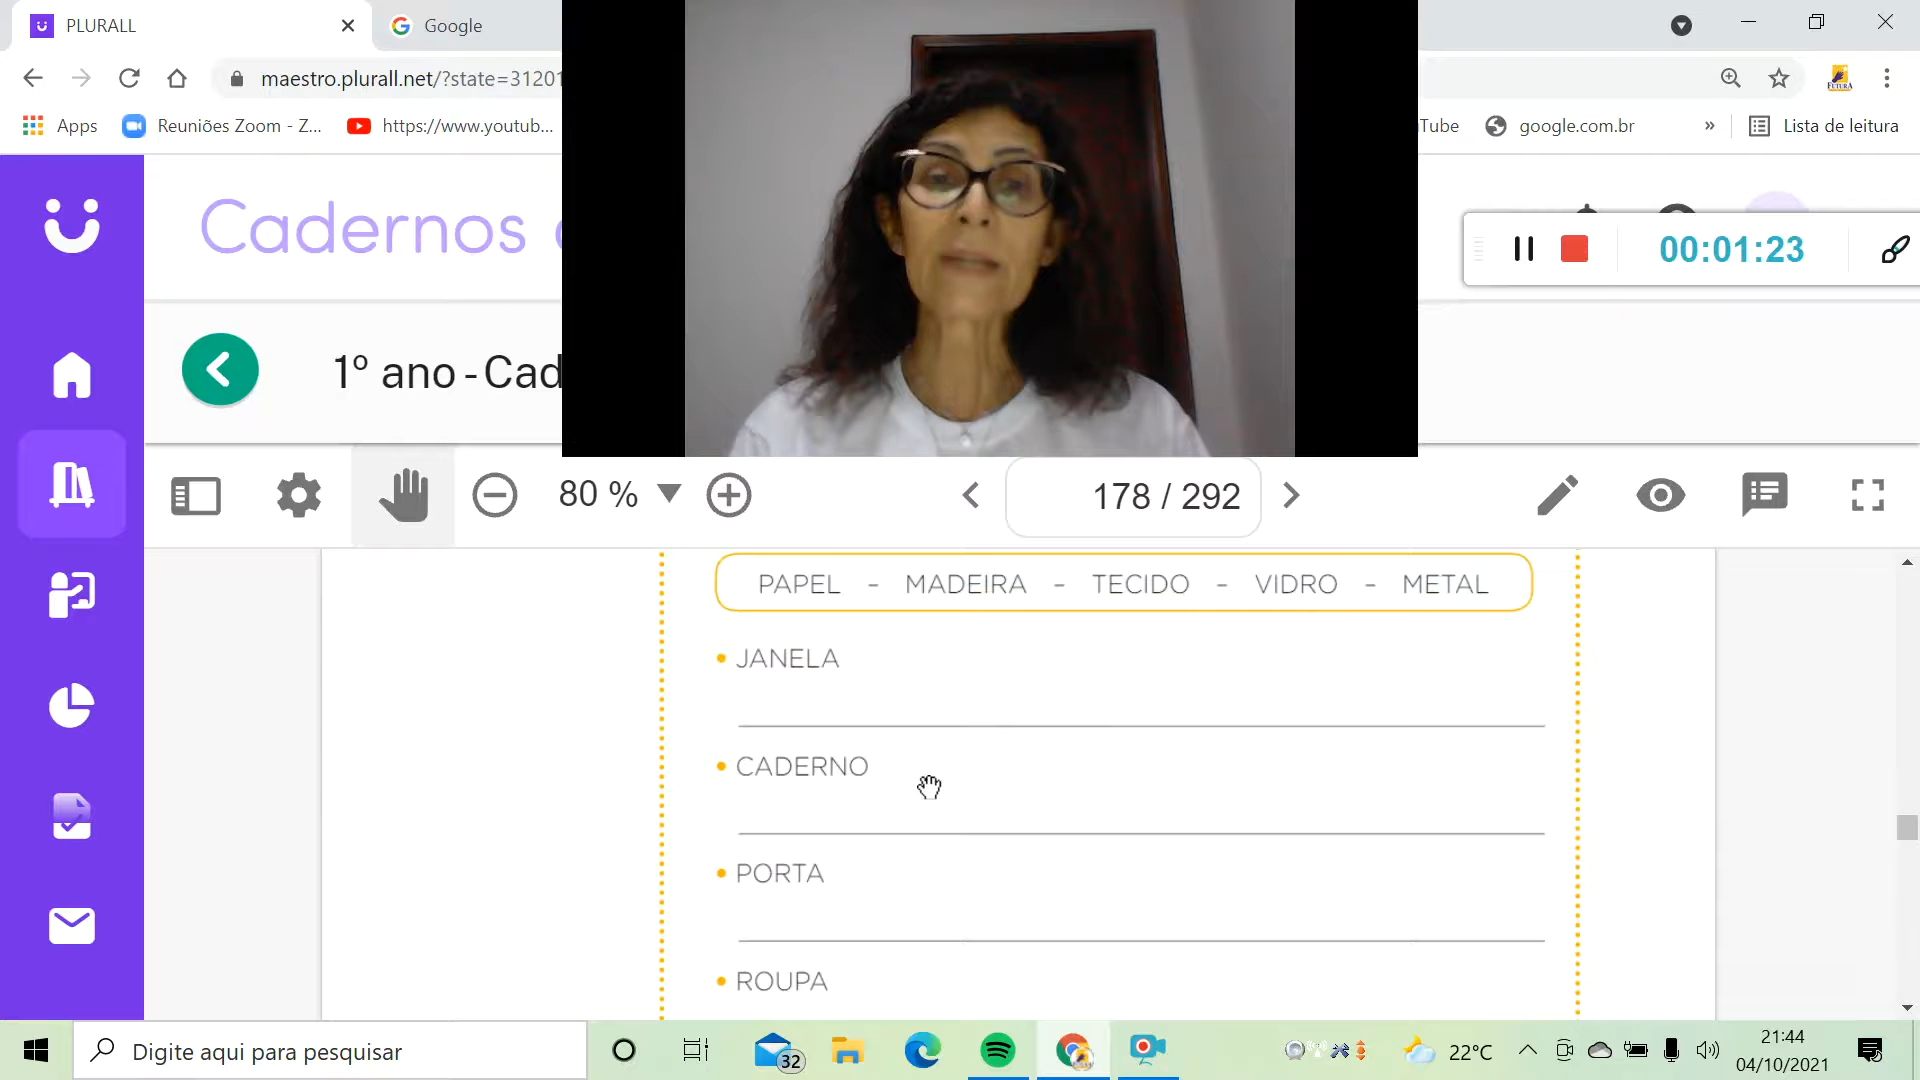 PLURALL
Google
maestro.plurall.net/?state=31201
Apps
Reuniões Zoom - Z...
https://www.youtub...
Tube
google.com.br
»
Lista de leitura
FUTURA
Cadernos
00:01:23
1º ano - Cad
80 %
178 / 292
PAPEL - MADEIRA - TECIDO - VIDRO - METAL
• JANELA
• CADERNO
• PORTA
• ROUPA
Digite aqui para pesquisar
32
22°C
21:44
04/10/2021